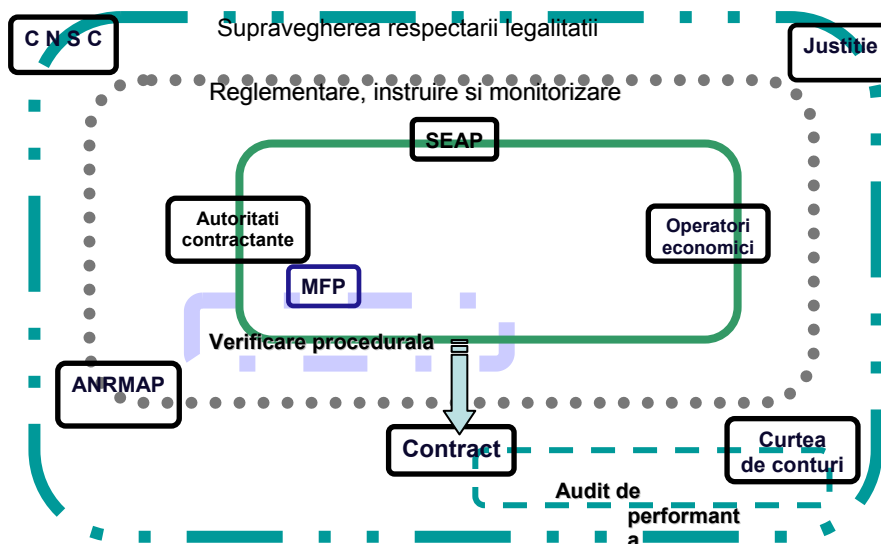 C N S C
Supravegherea respectarii legalitatii
Justitie
Reglementare, instruire si monitorizare
SEAP
Autoritati
contractante
Operatori
economici
MFP
Verificare procedurala
ANRMAP
Contract
Curtea
de conturi
Audit de
performant
a